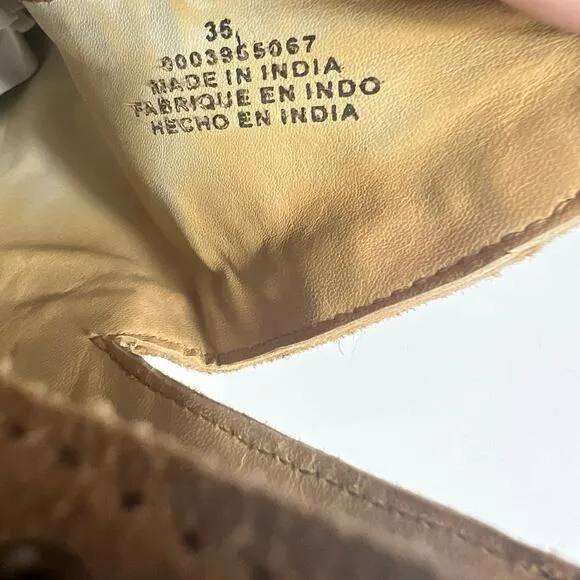 35
0003955067
MADE IN INDIA
FABRIQUE EN INDO
HECHO EN INDIA